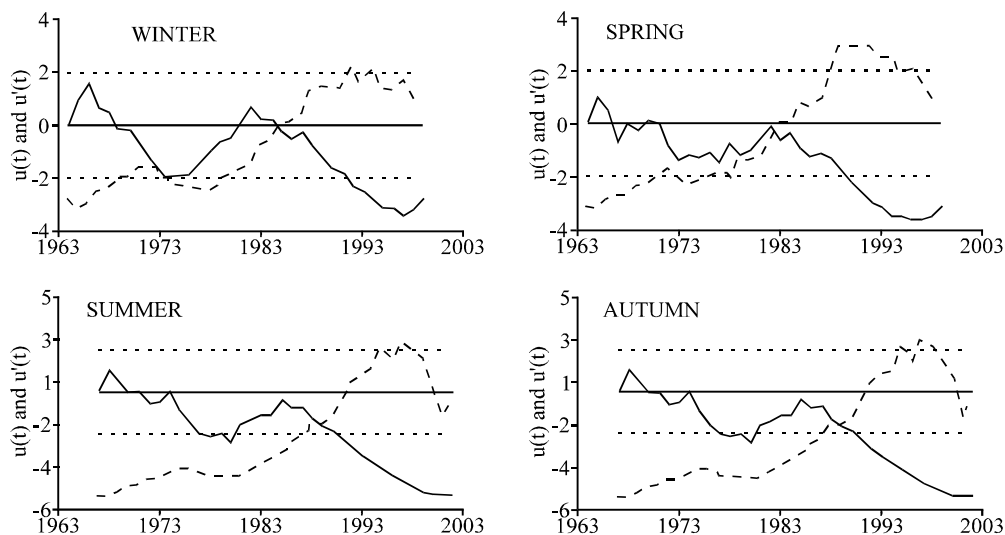 WINTER
u(t) and u'(t)
4
2
0
-2
-4
1963 1973 1983 1993 2003
SPRING
u(t) and u'(t)
4
2
0
-2
-4
1963 1973 1983 1993 2003
SUMMER
u(t) and u'(t)
5
3
1
-2
-4
-6
1963 1973 1983 1993 2003
AUTUMN
u(t) and u'(t)
5
3
1
-2
-4
-6
1963 1973 1983 1993 2003